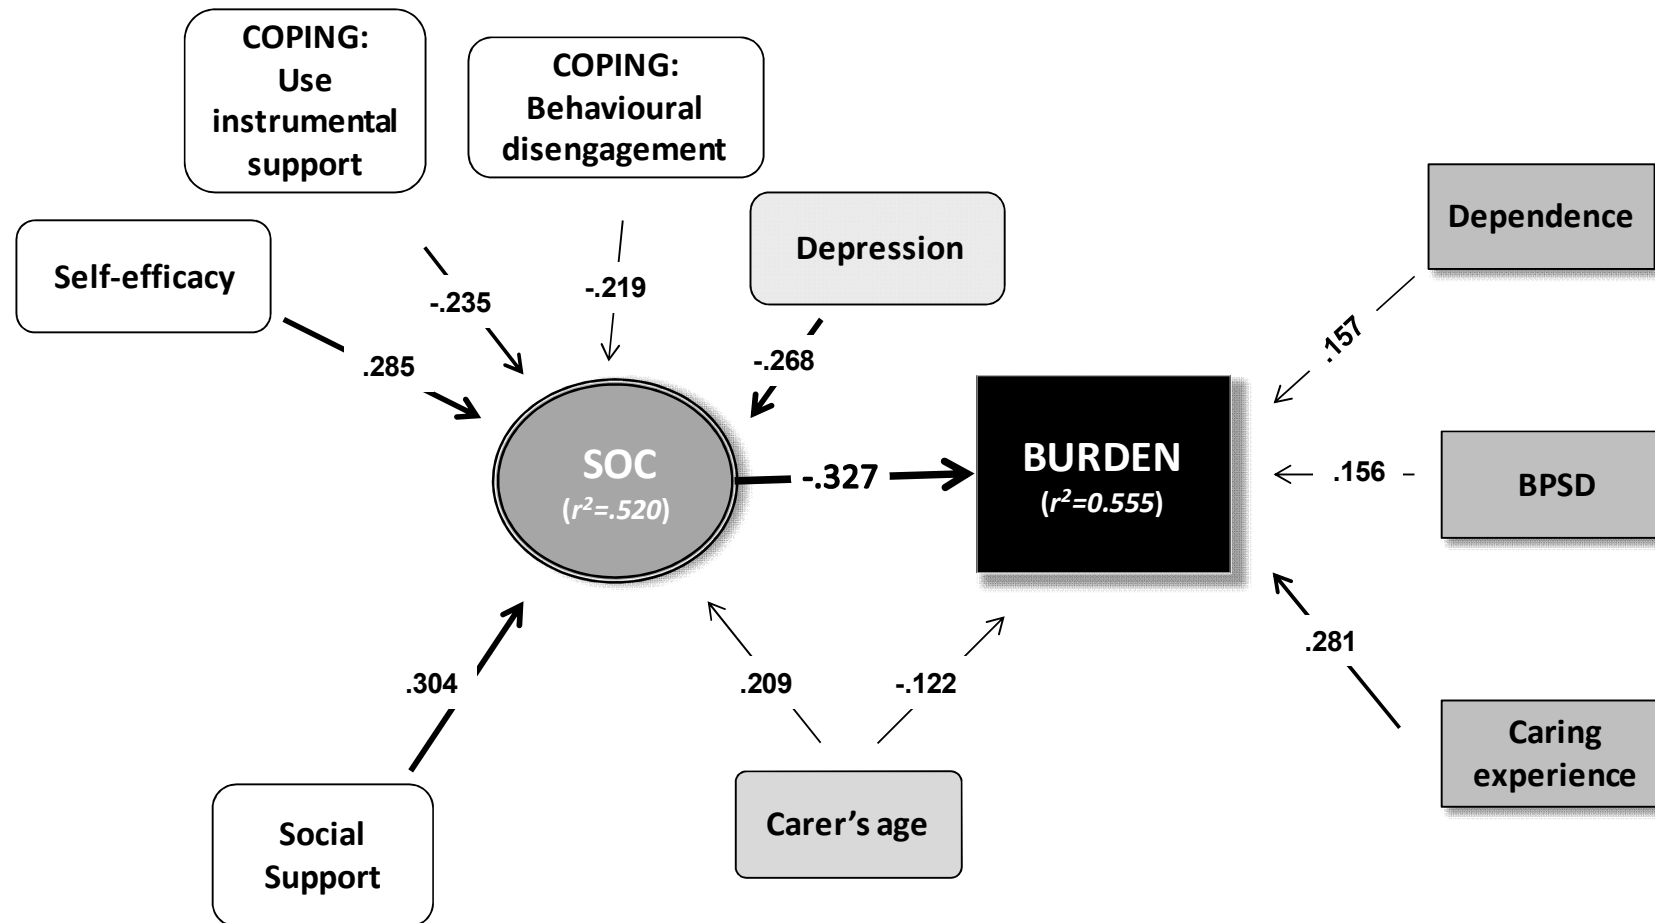 COPING:
Use
instrumental
support
COPING:
Behavioural
disengagement
Self-efficacy
Depression
Dependence
-.235
-.219
.285
-.268
.157
SOC
(r²=.520)
-.327
BURDEN
(r²=0.555)
.156
BPSD
.304
.209
-.122
.281
Social
Support
Carer's age
Caring
experience